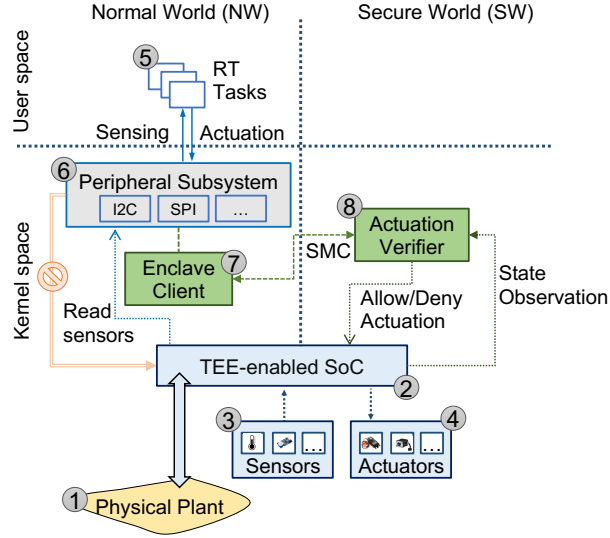 Normal World (NW)
Secure World (SW)
User space
5
RT
Tasks
Sensing
Actuation
6
Peripheral Subsystem
I2C
SPI
...
8
Actuation
Verifier
SMC
7
Enclave
Client
Kernel space
Read
sensors
Allow/Deny
Actuation
State
Observation
TEE-enabled SoC
2
3
...
Sensors
4
...
Actuators
1
Physical Plant